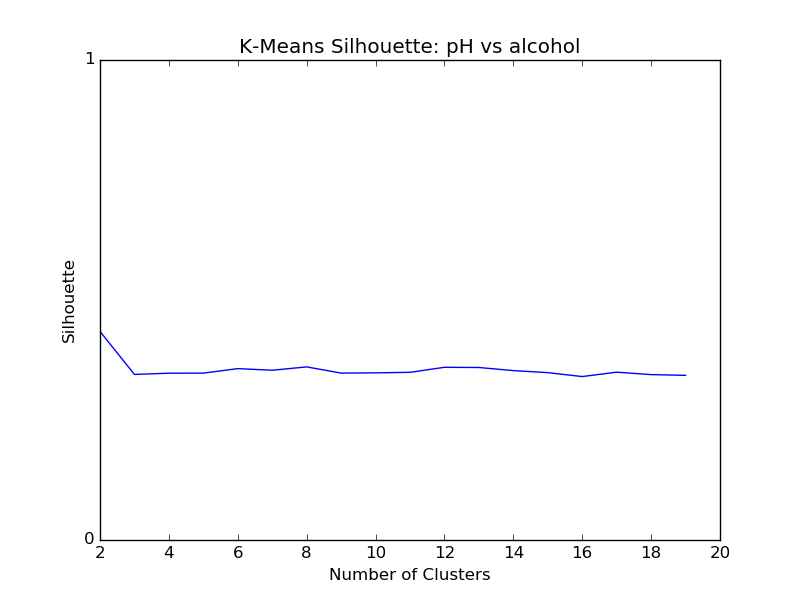 K-Means Silhouette: pH vs alcohol
1
Silhouette
0
2 4 6 8 10 12 14 16 18 20
Number of Clusters